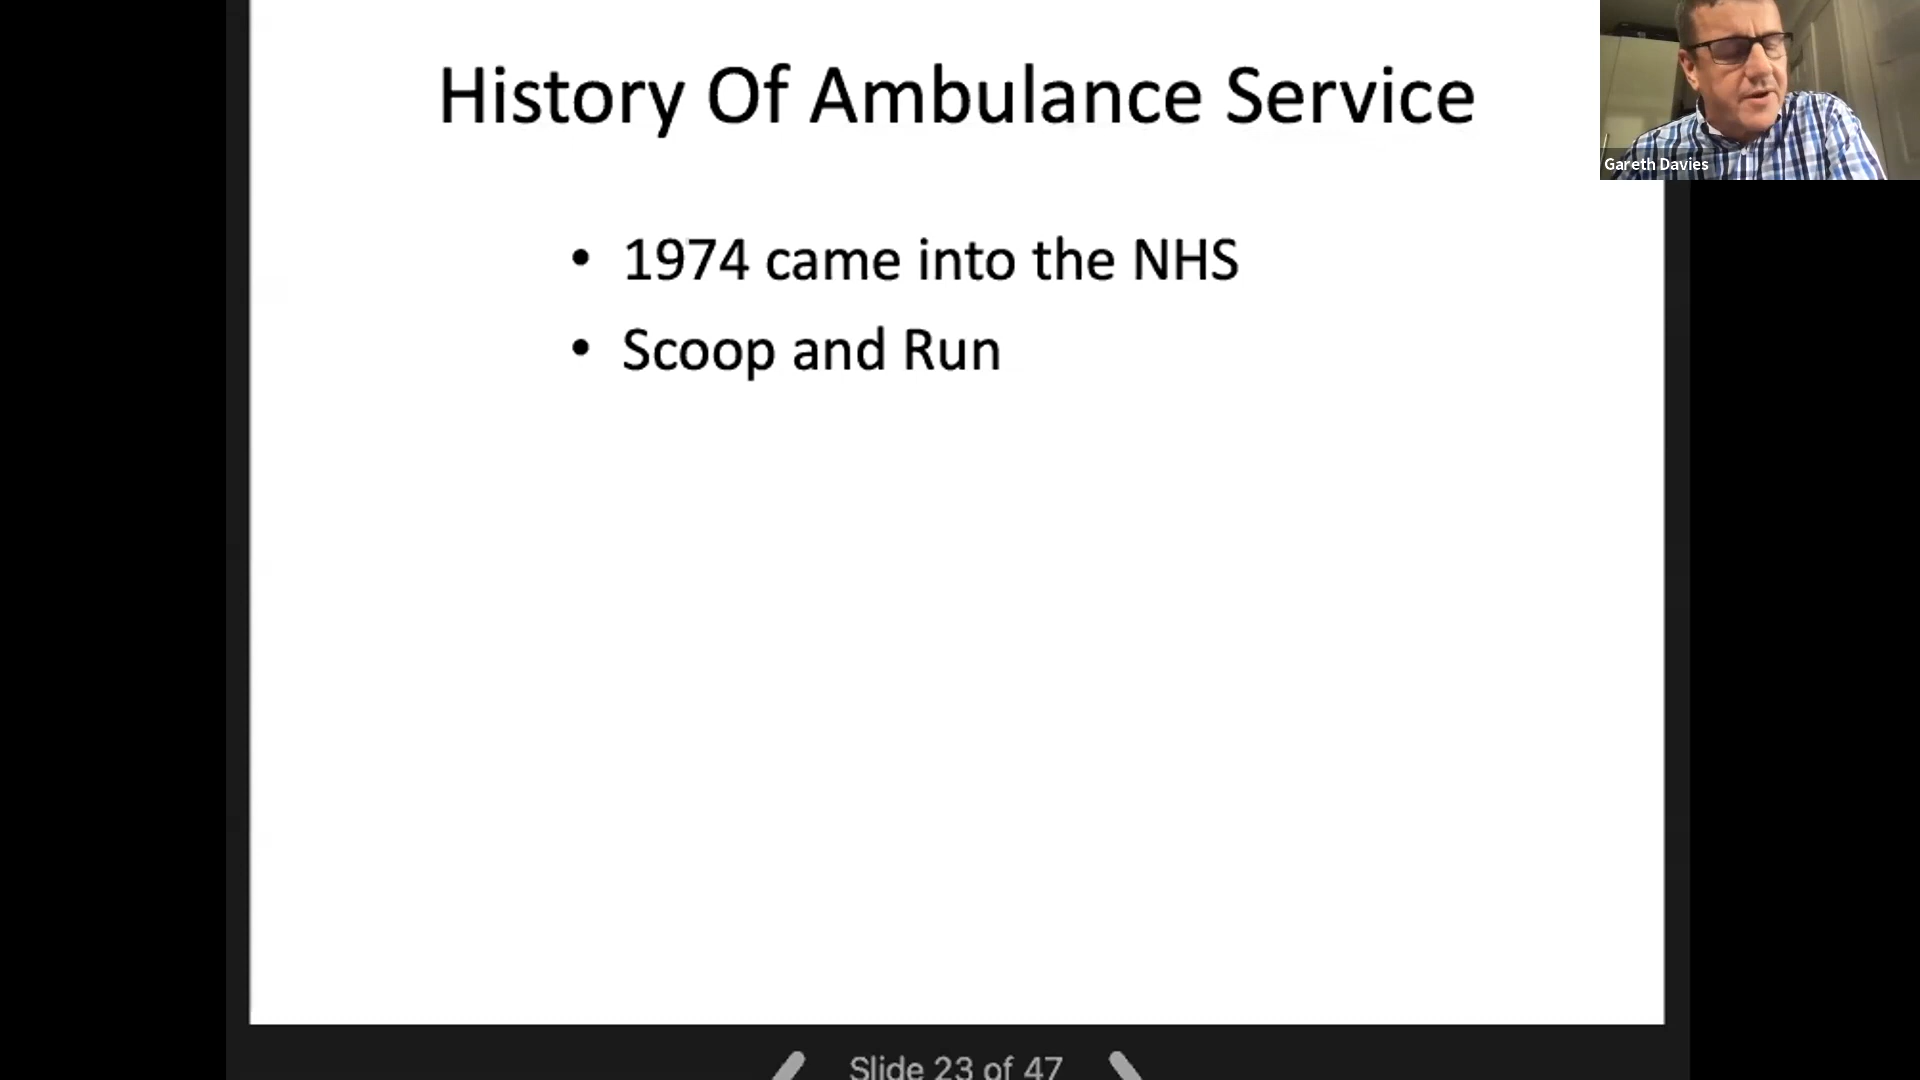 History Of Ambulance Service
Gareth Davies
• 1974 came into the NHS
• Scoop and Run
Slide 23 of 47